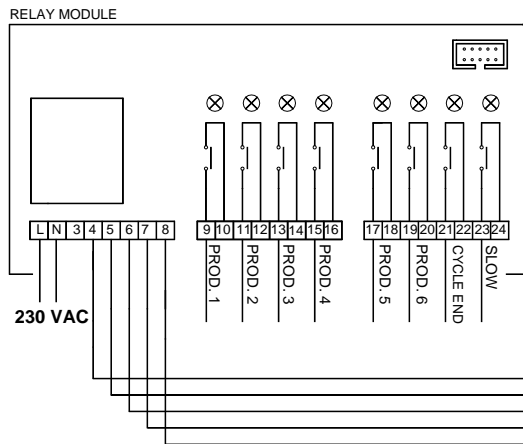 RELAY MODULE
L N 3 4 5 6 7 8
9 10 11 12 13 14 15 16
17 18 19 20 21 22 23 24
PROD. 1
PROD. 2
PROD. 3
PROD. 4
PROD. 5
PROD. 6
CYCLE END
SLOW
230 VAC